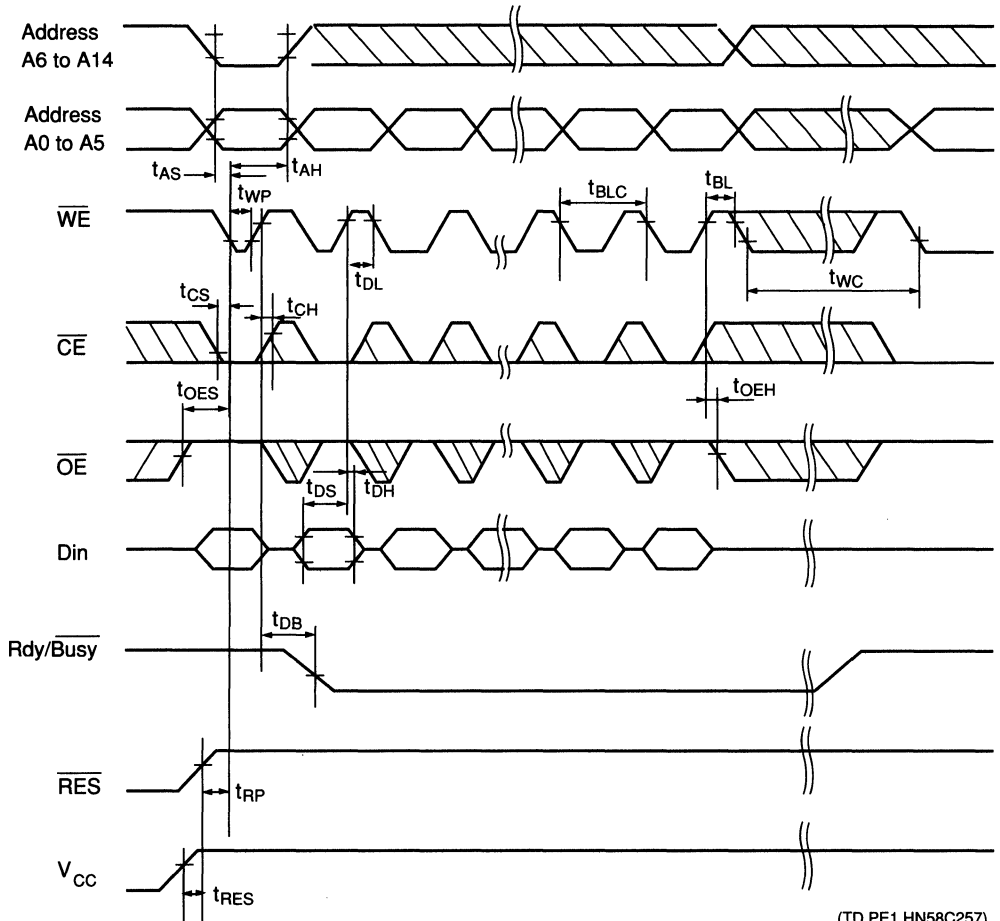 Address
A6 to A14
Address
A0 to A5
tAS
tAH
tWP
tBLC
tBL
WE
tDL
tWC
tCS
tCH
CE
tOES
tOEH
OE
tDS
tDH
Din
tDB
Rdy/Busy
RES
tRP
VCC
tRES
(TD.PE1.HN58C257)